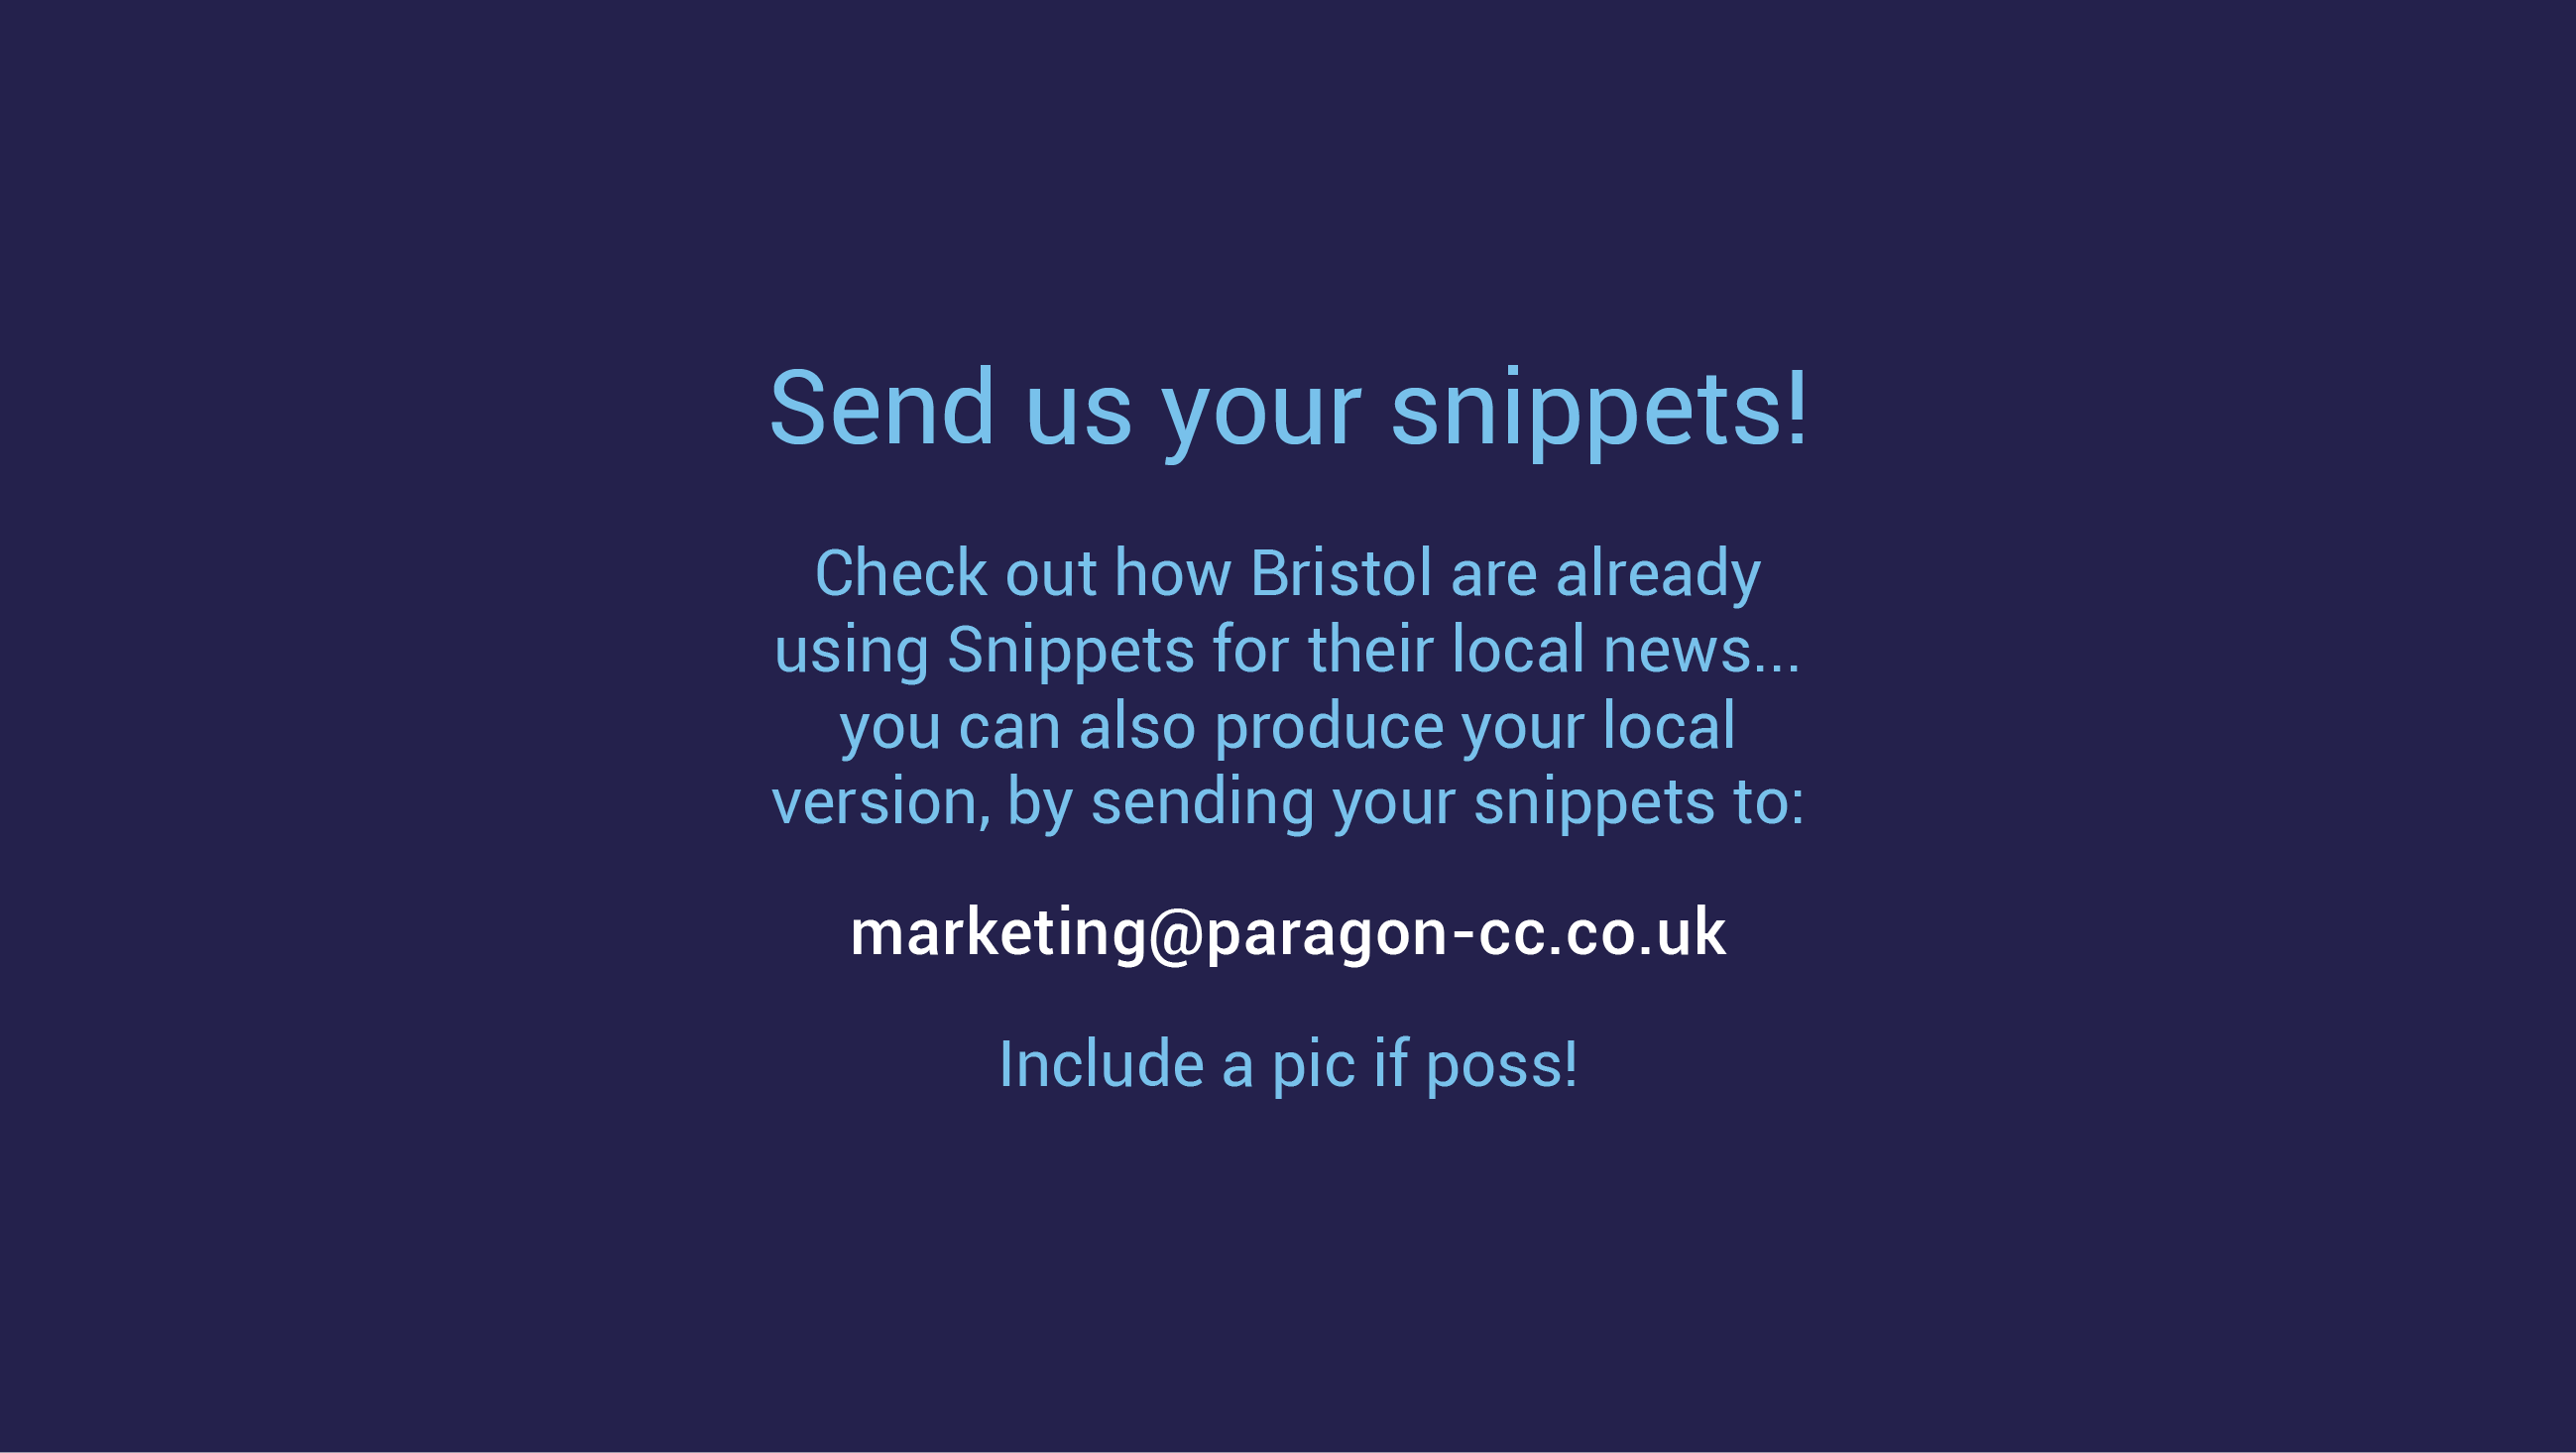 Send us your snippets!
Check out how Bristol are already
using Snippets for their local news...
you can also produce your local
version, by sending your snippets to:
marketing@paragon-cc.co.uk
Include a pic if poss!